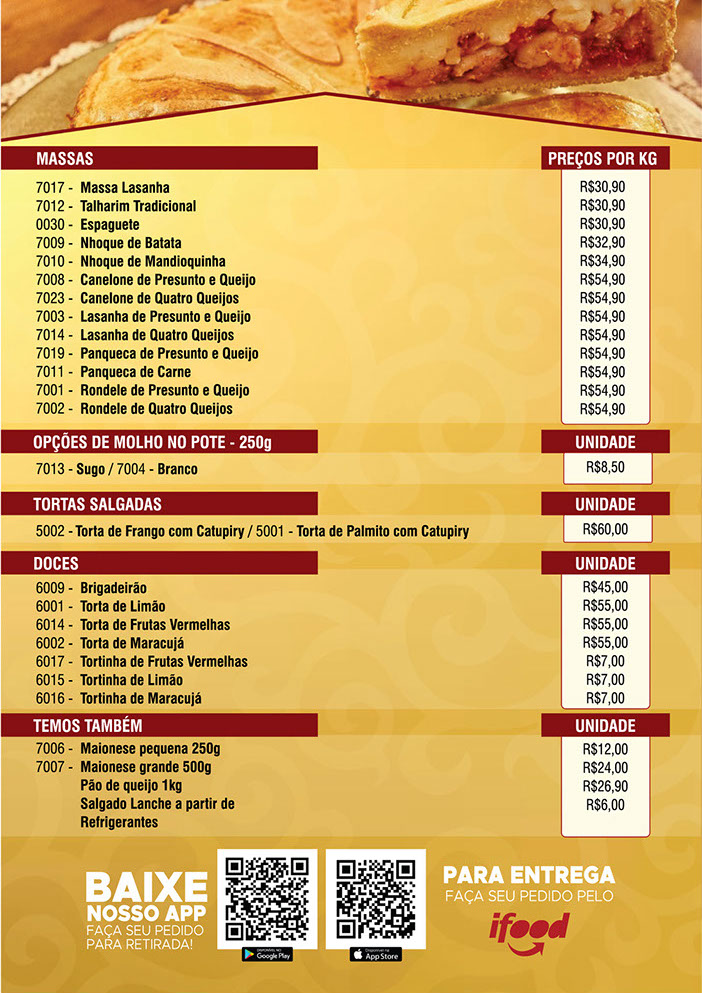 MASSAS PREÇOS POR KG
7017 - Massa Lasanha R$30,90
7012 - Talharim Tradicional R$30,90
0030 - Espaguete R$30,90
7009 - Nhoque de Batata R$32,90
7010 - Nhoque de Mandioquinha R$34,90
7008 - Canelone de Presunto e Queijo R$54,90
7023 - Canelone de Quatro Queijos R$54,90
7003 - Lasanha de Presunto e Queijo R$54,90
7014 - Lasanha de Quatro Queijos R$54,90
7019 - Panqueca de Presunto e Queijo R$54,90
7011 - Panqueca de Carne R$54,90
7001 - Rondele de Presunto e Queijo R$54,90
7002 - Rondele de Quatro Queijos R$54,90
OPÇÕES DE MOLHO NO POTE - 250g UNIDADE
7013 - Sugo / 7004 - Branco R$8,50
TORTAS SALGADAS UNIDADE
5002 - Torta de Frango com Catupiry / 5001 - Torta de Palmito com Catupiry R$60,00
DOCES UNIDADE
6009 - Brigadeirão R$45,00
6001 - Torta de Limão R$55,00
6014 - Torta de Frutas Vermelhas R$55,00
6002 - Torta de Maracujá R$55,00
6017 - Tortinha de Frutas Vermelhas R$7,00
6015 - Tortinha de Limão R$7,00
6016 - Tortinha de Maracujá R$7,00
TEMOS TAMBÉM UNIDADE
7006 - Maionese pequena 250g R$12,00
7007 - Maionese grande 500g R$24,00
Pão de queijo 1kg R$26,90
Salgado Lanche a partir de R$6,00
Refrigerantes
BAIXE
NOSSO APP
FAÇA SEU PEDIDO
PARA RETIRADA!
DISPONÍVEL NO
Google Play
Disponível na
App Store
PARA ENTREGA
FAÇA SEU PEDIDO PELO
ifood